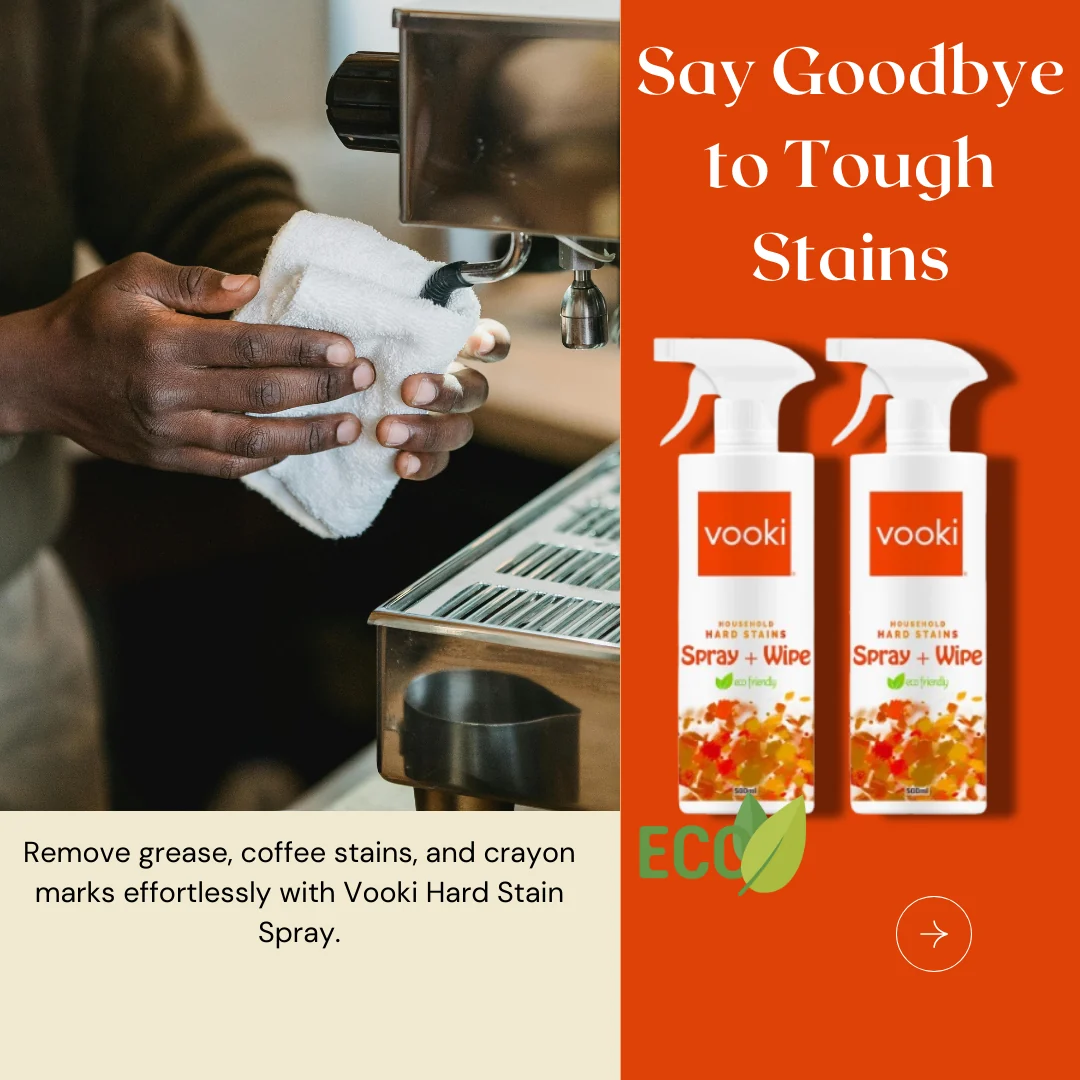 Say Goodbye
to Tough
Stains
vooki
HOUSEHOLD
HARD STAINS
Spray + Wipe
eco friendly
500ml
vooki
HOUSEHOLD
HARD STAINS
Spray + Wipe
eco friendly
500ml
ECO
Remove grease, coffee stains, and crayon
marks effortlessly with Vooki Hard Stain
Spray.